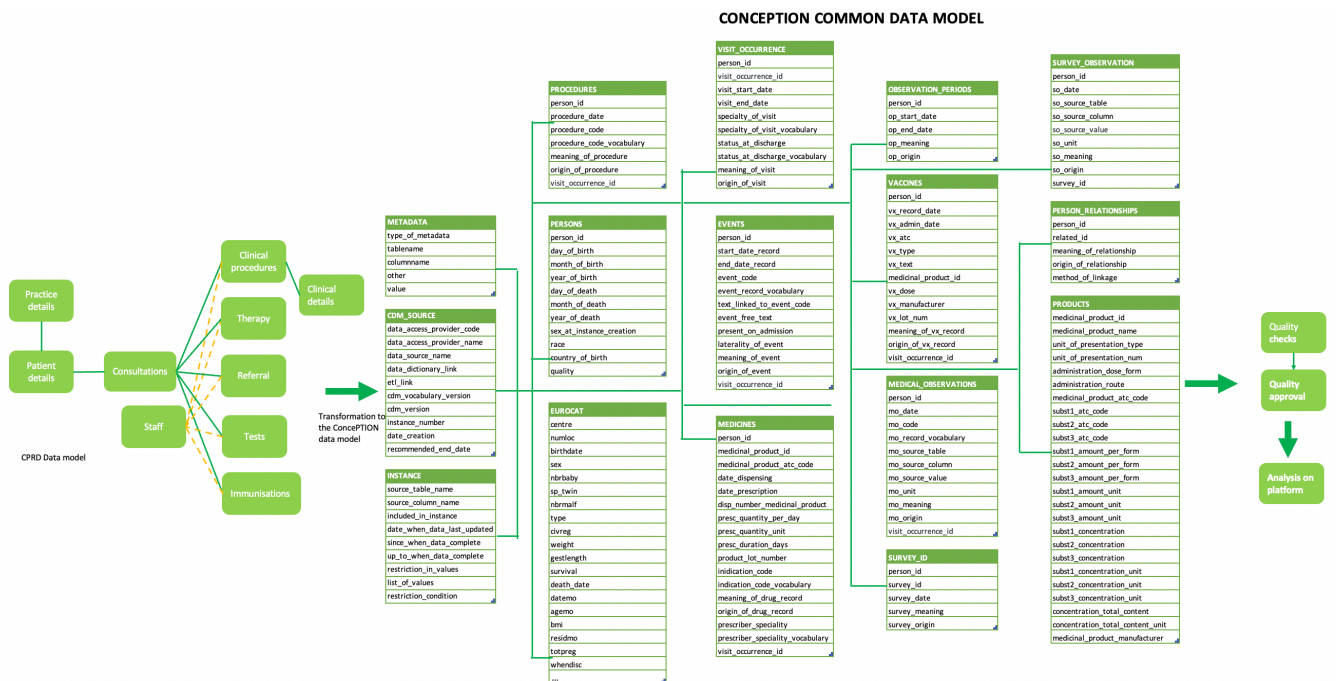 CONCEPTION COMMON DATA MODEL
Practice
details
Patient
details
Consultations
Staff
Clinical
procedures
Clinical
details
Therapy
Referral
Tests
Immunisations
CPRD Data model
Transformation to
the ConcePTION
data model
METADATA
type_of_metadata
tablename
columnname
other
value
CDM_SOURCE
data_access_provider_code
data_access_provider_name
data_source_name
data_dictionary_link
etl_link
cdm_vocabulary_version
cdm_version
instance_number
date_creation
recommended_end_date
INSTANCE
source_table_name
source_column_name
included_in_instance
date_when_data_last_updated
since_when_data_complete
up_to_when_data_complete
restriction_in_values
list_of_values
restriction_condition
PROCEDURES
person_id
procedure_date
procedure_code
procedure_code_vocabulary
meaning_of_procedure
origin_of_procedure
visit_occurrence_id
PERSONS
person_id
day_of_birth
month_of_birth
year_of_birth
day_of_death
month_of_death
year_of_death
sex_at_instance_creation
race
country_of_birth
quality
EUROCAT
centre
numloc
birthdate
sex
nbrbaby
sp_twin
nbrmalf
type
civreg
weight
gestlength
survival
death_date
datemo
agemo
bmi
residmo
totpreg
whendisc
...
VISIT_OCCURRENCE
person_id
visit_occurrence_id
visit_start_date
visit_end_date
specialty_of_visit
specialty_of_visit_vocabulary
status_at_discharge
status_at_discharge_vocabulary
meaning_of_visit
origin_of_visit
EVENTS
person_id
start_date_record
end_date_record
event_code
event_record_vocabulary
text_linked_to_event_code
event_free_text
present_on_admission
laterality_of_event
meaning_of_event
origin_of_event
visit_occurrence_id
MEDICINES
person_id
medicinal_product_id
medicinal_product_atc_code
date_dispensing
date_prescription
disp_number_medicinal_product
presc_quantity_per_day
presc_quantity_unit
presc_duration_days
product_lot_number
inidication_code
indication_code_vocabulary
meaning_of_drug_record
origin_of_drug_record
prescriber_speciality
prescriber_speciality_vocabulary
visit_occurrence_id
OBSERVATION_PERIODS
person_id
op_start_date
op_end_date
op_meaning
op_origin
VACCINES
person_id
vx_record_date
vx_admin_date
vx_atc
vx_type
vx_text
medicinal_product_id
vx_dose
vx_manufacturer
vx_lot_num
meaning_of_vx_record
origin_of_vx_record
visit_occurrence_id
MEDICAL_OBSERVATIONS
person_id
mo_date
mo_code
mo_record_vocabulary
mo_source_table
mo_source_column
mo_source_value
mo_unit
mo_meaning
mo_origin
visit_occurrence_id
SURVEY_ID
person_id
survey_id
survey_date
survey_meaning
survey_origin
SURVEY_OBSERVATION
person_id
so_date
so_source_table
so_source_column
so_source_value
so_unit
so_meaning
so_origin
survey_id
PERSON_RELATIONSHIPS
person_id
related_id
meaning_of_relationship
origin_of_relationship
method_of_linkage
PRODUCTS
medicinal_product_id
medicinal_product_name
unit_of_presentation_type
unit_of_presentation_num
administration_dose_form
administration_route
medicinal_product_atc_code
subst1_atc_code
subst2_atc_code
subst3_atc_code
subst1_amount_per_form
subst2_amount_per_form
subst3_amount_per_form
subst1_amount_unit
subst2_amount_unit
subst3_amount_unit
subst1_concentration
subst2_concentration
subst3_concentration
subst1_concentration_unit
subst2_concentration_unit
subst3_concentration_unit
concentration_total_content
concentration_total_content_unit
medicinal_product_manufacturer
Quality
checks
Quality
approval
Analysis on
platform